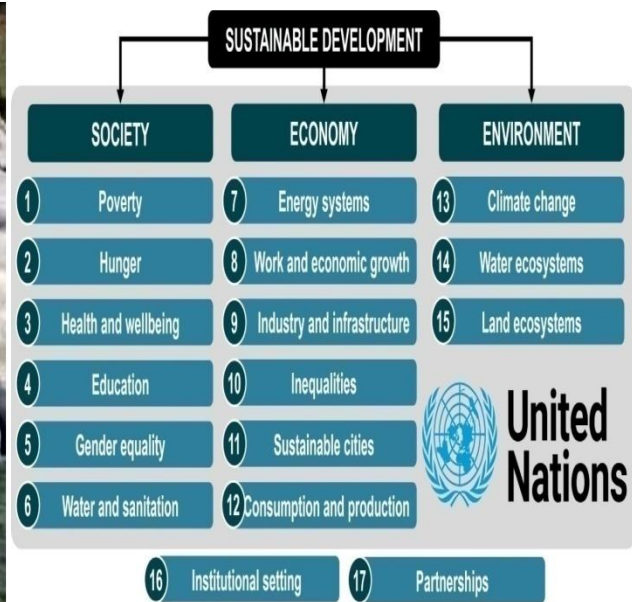 SUSTAINABLE DEVELOPMENT
SOCIETY
1 Poverty
2 Hunger
3 Health and wellbeing
4 Education
5 Gender equality
6 Water and sanitation
ECONOMY
7 Energy systems
8 Work and economic growth
9 Industry and infrastructure
10 Inequalities
11 Sustainable cities
12 Consumption and production
ENVIRONMENT
13 Climate change
14 Water ecosystems
15 Land ecosystems
United
Nations
16 Institutional setting
17 Partnerships